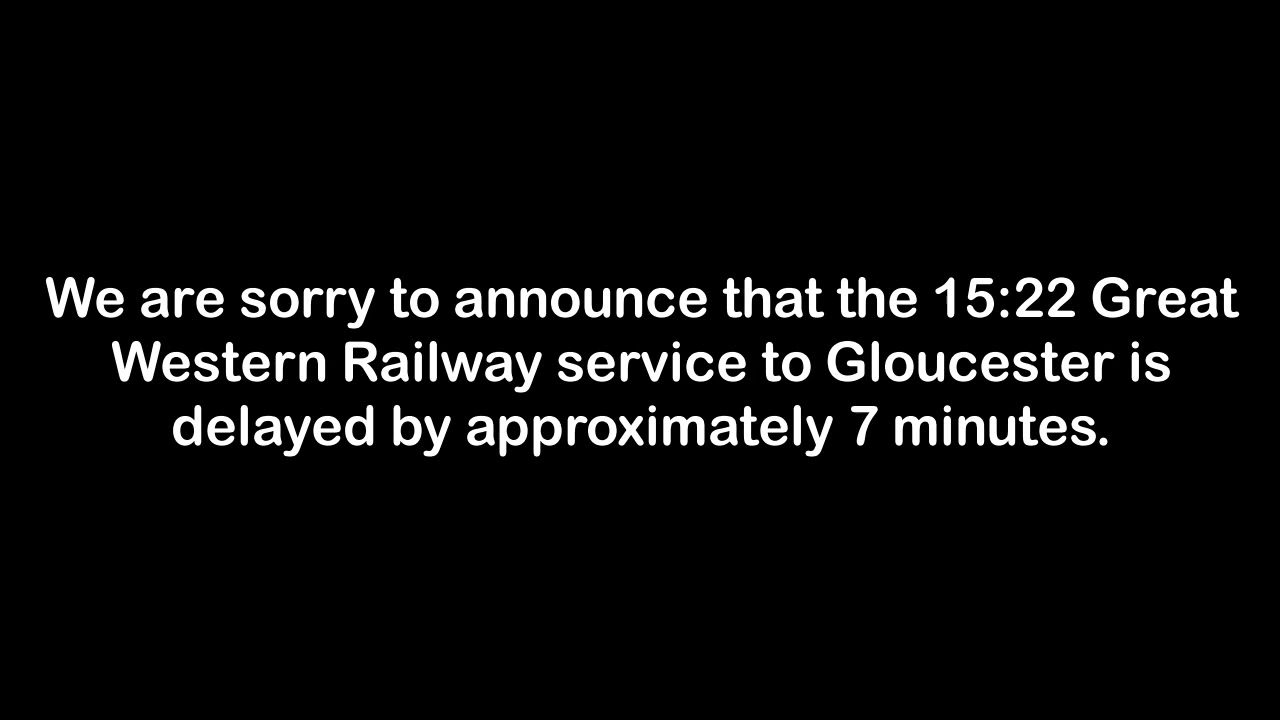 We are sorry to announce that the 15:22 Great
Western Railway service to Gloucester is
delayed by approximately 7 minutes.